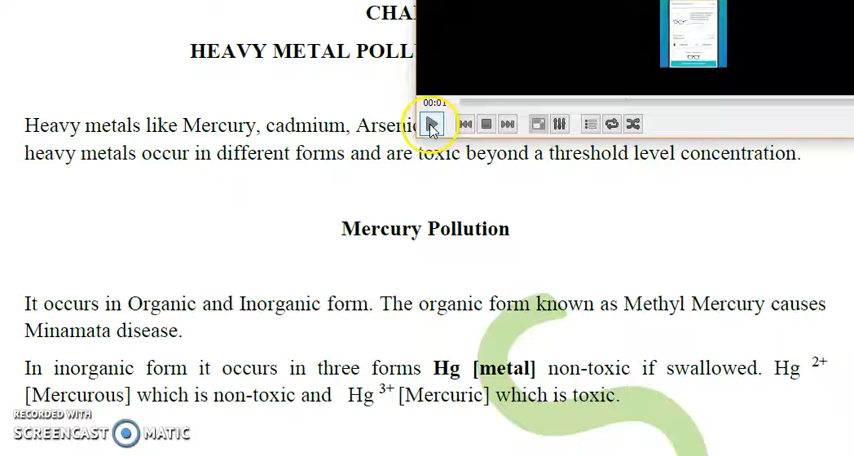 CHA
HEAVY METAL POLL
00:01
Heavy metals like Mercury, cadmium, Arsenic
heavy metals occur in different forms and are toxic beyond a threshold level concentration.
Mercury Pollution
It occurs in Organic and Inorganic form. The organic form known as Methyl Mercury causes
Minamata disease.
In inorganic form it occurs in three forms Hg [metal] non-toxic if swallowed. Hg 2+
[Mercurous] which is non-toxic and Hg 3+ [Mercuric] which is toxic.
RECORDED WITH
SCREENCAST MATIC